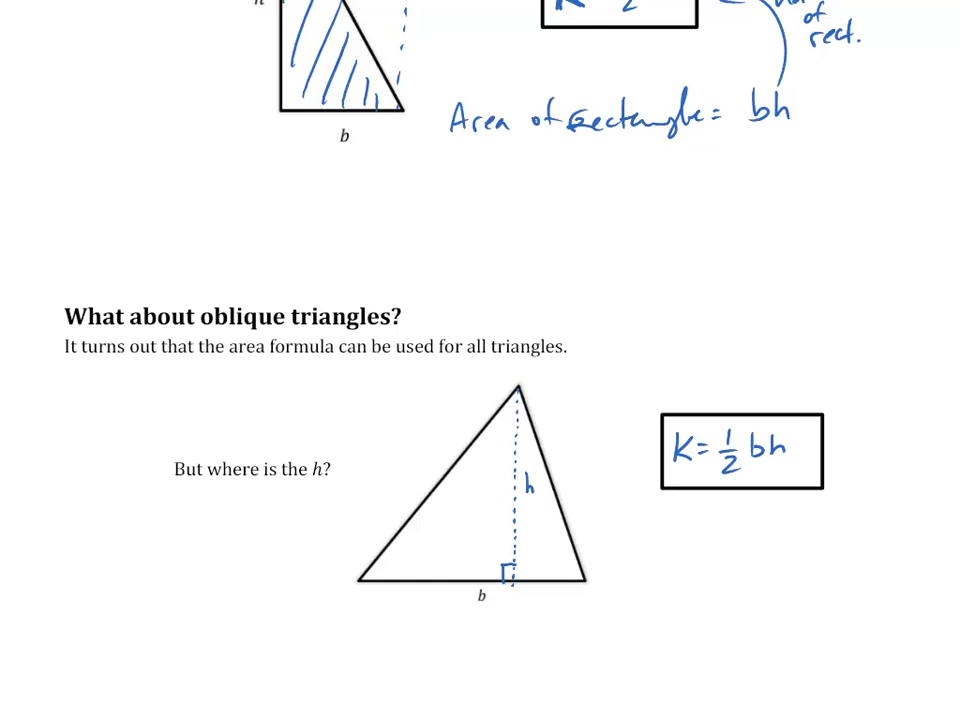 h
2
of
rect.
Area of Rectangle = bh
b
What about oblique triangles?
It turns out that the area formula can be used for all triangles.
K = 1/2 bh
But where is the h?
h
b